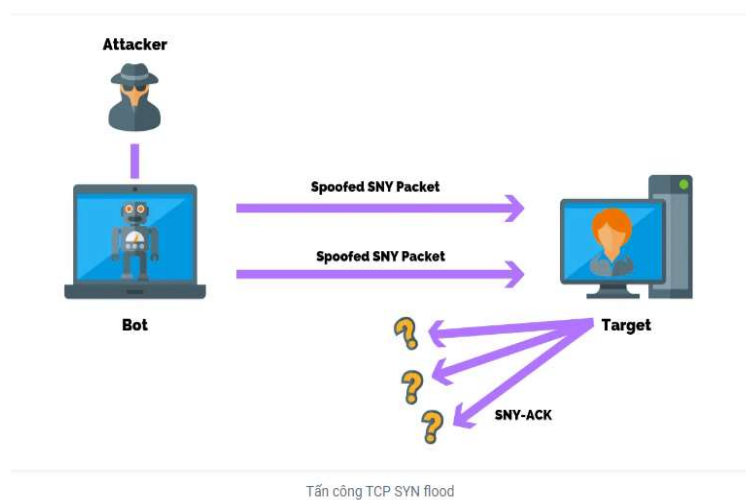 Attacker
Spoofed SNY Packet
Spoofed SNY Packet
Bot
Target
SNY-ACK
Tấn công TCP SYN flood